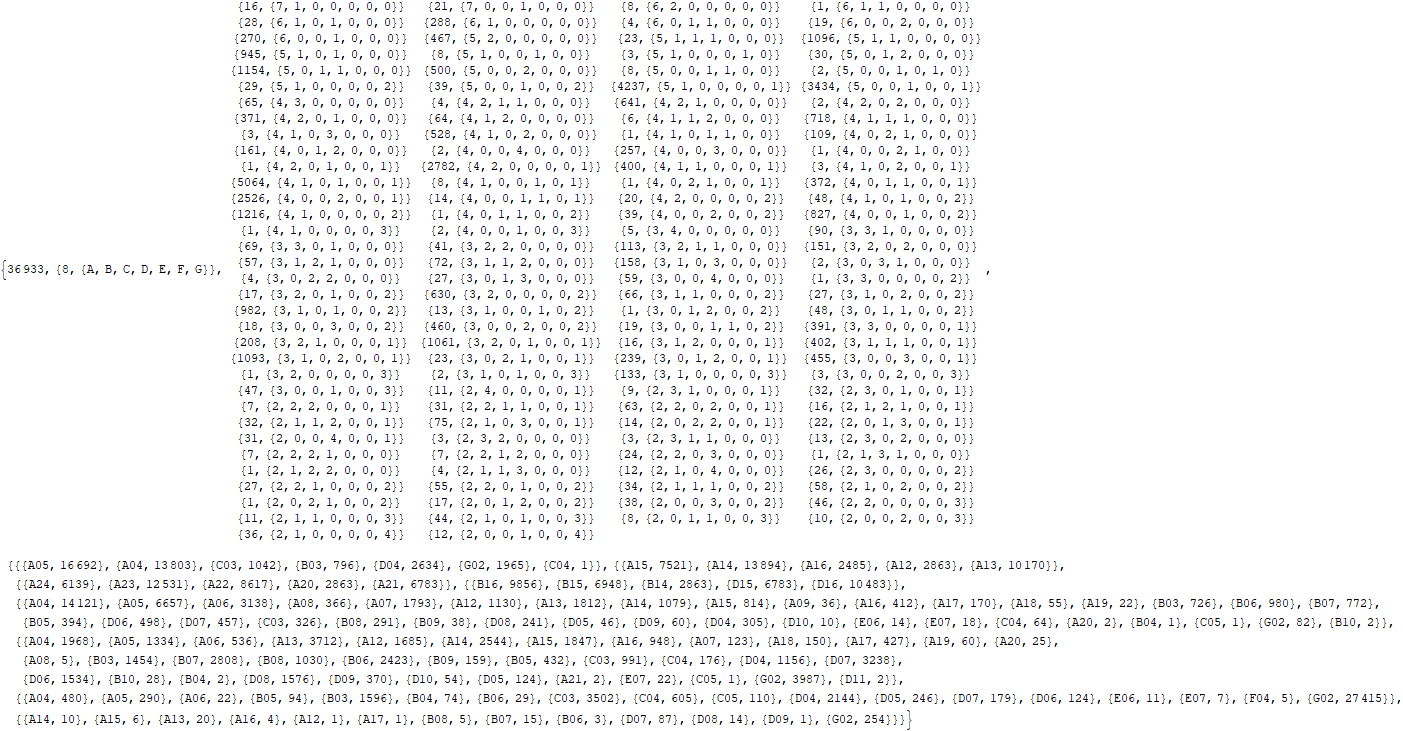 {16, {7, 1, 0, 0, 0, 0, 0}} {21, {7, 0, 0, 1, 0, 0, 0}} {8, {6, 2, 0, 0, 0, 0, 0}} {1, {6, 1, 1, 0, 0, 0, 0}}
{28, {6, 1, 0, 1, 0, 0, 0}} {288, {6, 1, 0, 0, 0, 0, 0}} {4, {6, 0, 1, 1, 0, 0, 0}} {19, {6, 0, 0, 2, 0, 0, 0}}
{270, {6, 0, 0, 1, 0, 0, 0}} {467, {5, 2, 0, 0, 0, 0, 0}} {23, {5, 1, 1, 1, 0, 0, 0}} {1096, {5, 1, 1, 0, 0, 0, 0}}
{945, {5, 1, 0, 1, 0, 0, 0}} {8, {5, 1, 0, 0, 1, 0, 0}} {3, {5, 1, 0, 0, 0, 1, 0}} {30, {5, 0, 1, 2, 0, 0, 0}}
{1154, {5, 0, 1, 1, 0, 0, 0}} {500, {5, 0, 0, 2, 0, 0, 0}} {8, {5, 0, 0, 1, 1, 0, 0}} {2, {5, 0, 0, 1, 0, 1, 0}}
{29, {5, 1, 0, 0, 0, 0, 2}} {39, {5, 0, 0, 1, 0, 0, 2}} {4237, {5, 1, 0, 0, 0, 0, 1}} {3434, {5, 0, 0, 1, 0, 0, 1}}
{65, {4, 3, 0, 0, 0, 0, 0}} {4, {4, 2, 1, 1, 0, 0, 0}} {641, {4, 2, 1, 0, 0, 0, 0}} {2, {4, 2, 0, 2, 0, 0, 0}}
{371, {4, 2, 0, 1, 0, 0, 0}} {64, {4, 1, 2, 0, 0, 0, 0}} {6, {4, 1, 1, 2, 0, 0, 0}} {718, {4, 1, 1, 1, 0, 0, 0}}
{3, {4, 1, 0, 3, 0, 0, 0}} {528, {4, 1, 0, 2, 0, 0, 0}} {1, {4, 1, 0, 1, 1, 0, 0}} {109, {4, 0, 2, 1, 0, 0, 0}}
{161, {4, 0, 1, 2, 0, 0, 0}} {2, {4, 0, 0, 4, 0, 0, 0}} {257, {4, 0, 0, 3, 0, 0, 0}} {1, {4, 0, 0, 2, 1, 0, 0}}
{1, {4, 2, 0, 1, 0, 0, 1}} {2782, {4, 2, 0, 0, 0, 0, 1}} {400, {4, 1, 1, 0, 0, 0, 1}} {3, {4, 1, 0, 2, 0, 0, 1}}
{5064, {4, 1, 0, 1, 0, 0, 1}} {8, {4, 1, 0, 0, 1, 0, 1}} {1, {4, 0, 2, 1, 0, 0, 1}} {372, {4, 0, 1, 1, 0, 0, 1}}
{2526, {4, 0, 0, 2, 0, 0, 1}} {14, {4, 0, 0, 1, 1, 0, 1}} {20, {4, 2, 0, 0, 0, 0, 2}} {48, {4, 1, 0, 1, 0, 0, 2}}
{1216, {4, 1, 0, 0, 0, 0, 2}} {1, {4, 0, 1, 1, 0, 0, 2}} {39, {4, 0, 0, 2, 0, 0, 2}} {827, {4, 0, 0, 1, 0, 0, 2}}
{1, {4, 1, 0, 0, 0, 0, 3}} {2, {4, 0, 0, 1, 0, 0, 3}} {5, {3, 4, 0, 0, 0, 0, 0}} {90, {3, 3, 1, 0, 0, 0, 0}}
{69, {3, 3, 0, 1, 0, 0, 0}} {41, {3, 2, 2, 0, 0, 0, 0}} {113, {3, 2, 1, 1, 0, 0, 0}} {151, {3, 2, 0, 2, 0, 0, 0}}
{57, {3, 1, 2, 1, 0, 0, 0}} {72, {3, 1, 1, 2, 0, 0, 0}} {158, {3, 1, 0, 3, 0, 0, 0}} {2, {3, 0, 3, 1, 0, 0, 0}}
{36 933, {8, {A, B, C, D, E, F, G}}, {4, {3, 0, 2, 2, 0, 0, 0}} {27, {3, 0, 1, 3, 0, 0, 0}} {59, {3, 0, 0, 4, 0, 0, 0}} {1, {3, 3, 0, 0, 0, 0, 2}} ,
{17, {3, 2, 0, 1, 0, 0, 2}} {630, {3, 2, 0, 0, 0, 0, 2}} {66, {3, 1, 1, 0, 0, 0, 2}} {27, {3, 1, 0, 2, 0, 0, 2}}
{982, {3, 1, 0, 1, 0, 0, 2}} {13, {3, 1, 0, 0, 1, 0, 2}} {1, {3, 0, 1, 2, 0, 0, 2}} {48, {3, 0, 1, 1, 0, 0, 2}}
{18, {3, 0, 0, 3, 0, 0, 2}} {460, {3, 0, 0, 2, 0, 0, 2}} {19, {3, 0, 0, 1, 1, 0, 2}} {391, {3, 3, 0, 0, 0, 0, 1}}
{208, {3, 2, 1, 0, 0, 0, 1}} {1061, {3, 2, 0, 1, 0, 0, 1}} {16, {3, 1, 2, 0, 0, 0, 1}} {402, {3, 1, 1, 1, 0, 0, 1}}
{1093, {3, 1, 0, 2, 0, 0, 1}} {23, {3, 0, 2, 1, 0, 0, 1}} {239, {3, 0, 1, 2, 0, 0, 1}} {455, {3, 0, 0, 3, 0, 0, 1}}
{1, {3, 2, 0, 0, 0, 0, 3}} {2, {3, 1, 0, 1, 0, 0, 3}} {133, {3, 1, 0, 0, 0, 0, 3}} {3, {3, 0, 0, 2, 0, 0, 3}}
{47, {3, 0, 0, 1, 0, 0, 3}} {11, {2, 4, 0, 0, 0, 0, 1}} {9, {2, 3, 1, 0, 0, 0, 1}} {32, {2, 3, 0, 1, 0, 0, 1}}
{7, {2, 2, 2, 0, 0, 0, 1}} {31, {2, 2, 1, 1, 0, 0, 1}} {63, {2, 2, 0, 2, 0, 0, 1}} {16, {2, 1, 2, 1, 0, 0, 1}}
{32, {2, 1, 1, 2, 0, 0, 1}} {75, {2, 1, 0, 3, 0, 0, 1}} {14, {2, 0, 2, 2, 0, 0, 1}} {22, {2, 0, 1, 3, 0, 0, 1}}
{31, {2, 0, 0, 4, 0, 0, 1}} {3, {2, 3, 2, 0, 0, 0, 0}} {3, {2, 3, 1, 1, 0, 0, 0}} {13, {2, 3, 0, 2, 0, 0, 0}}
{7, {2, 2, 2, 1, 0, 0, 0}} {7, {2, 2, 1, 2, 0, 0, 0}} {24, {2, 2, 0, 3, 0, 0, 0}} {1, {2, 1, 3, 1, 0, 0, 0}}
{1, {2, 1, 2, 2, 0, 0, 0}} {4, {2, 1, 1, 3, 0, 0, 0}} {12, {2, 1, 0, 4, 0, 0, 0}} {26, {2, 3, 0, 0, 0, 0, 2}}
{27, {2, 2, 1, 0, 0, 0, 2}} {55, {2, 2, 0, 1, 0, 0, 2}} {34, {2, 1, 1, 1, 0, 0, 2}} {58, {2, 1, 0, 2, 0, 0, 2}}
{1, {2, 0, 2, 1, 0, 0, 2}} {17, {2, 0, 1, 2, 0, 0, 2}} {38, {2, 0, 0, 3, 0, 0, 2}} {46, {2, 2, 0, 0, 0, 0, 3}}
{11, {2, 1, 1, 0, 0, 0, 3}} {44, {2, 1, 0, 1, 0, 0, 3}} {8, {2, 0, 1, 1, 0, 0, 3}} {10, {2, 0, 0, 2, 0, 0, 3}}
{36, {2, 1, 0, 0, 0, 0, 4}} {12, {2, 0, 0, 1, 0, 0, 4}}
{{{A05, 16 692}, {A04, 13 803}, {C03, 1042}, {B03, 796}, {D04, 2634}, {G02, 1965}, {C04, 1}}, {{A15, 7521}, {A14, 13 894}, {A16, 2485}, {A12, 2863}, {A13, 10 170}},
{{A24, 6139}, {A23, 12 531}, {A22, 8617}, {A20, 2863}, {A21, 6783}}, {{B16, 9856}, {B15, 6948}, {B14, 2863}, {D15, 6783}, {D16, 10 483}},
{{A04, 14 121}, {A05, 6657}, {A06, 3138}, {A08, 366}, {A07, 1793}, {A12, 1130}, {A13, 1812}, {A14, 1079}, {A15, 814}, {A09, 36}, {A16, 412}, {A17, 170}, {A18, 55}, {A19, 22}, {B03, 726}, {B06, 980}, {B07, 772},
{B05, 394}, {D06, 498}, {D07, 457}, {C03, 326}, {B08, 291}, {B09, 38}, {D08, 241}, {D05, 46}, {D09, 60}, {D04, 305}, {D10, 10}, {E06, 14}, {E07, 18}, {C04, 64}, {A20, 2}, {B04, 1}, {C05, 1}, {G02, 82}, {B10, 2}},
{{A04, 1968}, {A05, 1334}, {A06, 536}, {A13, 3712}, {A12, 1685}, {A14, 2544}, {A15, 1847}, {A16, 948}, {A07, 123}, {A18, 150}, {A17, 427}, {A19, 60}, {A20, 25},
{A08, 5}, {B03, 1454}, {B07, 2808}, {B08, 1030}, {B06, 2423}, {B09, 159}, {B05, 432}, {C03, 991}, {C04, 176}, {D04, 1156}, {D07, 3238},
{D06, 1534}, {B10, 28}, {B04, 2}, {D08, 1576}, {D09, 370}, {D10, 54}, {D05, 124}, {A21, 2}, {E07, 22}, {C05, 1}, {G02, 3987}, {D11, 2}},
{{A04, 480}, {A05, 290}, {A06, 22}, {B05, 94}, {B03, 1596}, {B04, 74}, {B06, 29}, {C03, 3502}, {C04, 605}, {C05, 110}, {D04, 2144}, {D05, 246}, {D07, 179}, {D06, 124}, {E06, 11}, {E07, 7}, {F04, 5}, {G02, 27 415}},
{{A14, 10}, {A15, 6}, {A13, 20}, {A16, 4}, {A12, 1}, {A17, 1}, {B08, 5}, {B07, 15}, {B06, 3}, {D07, 87}, {D08, 14}, {D09, 1}, {G02, 254}}}}